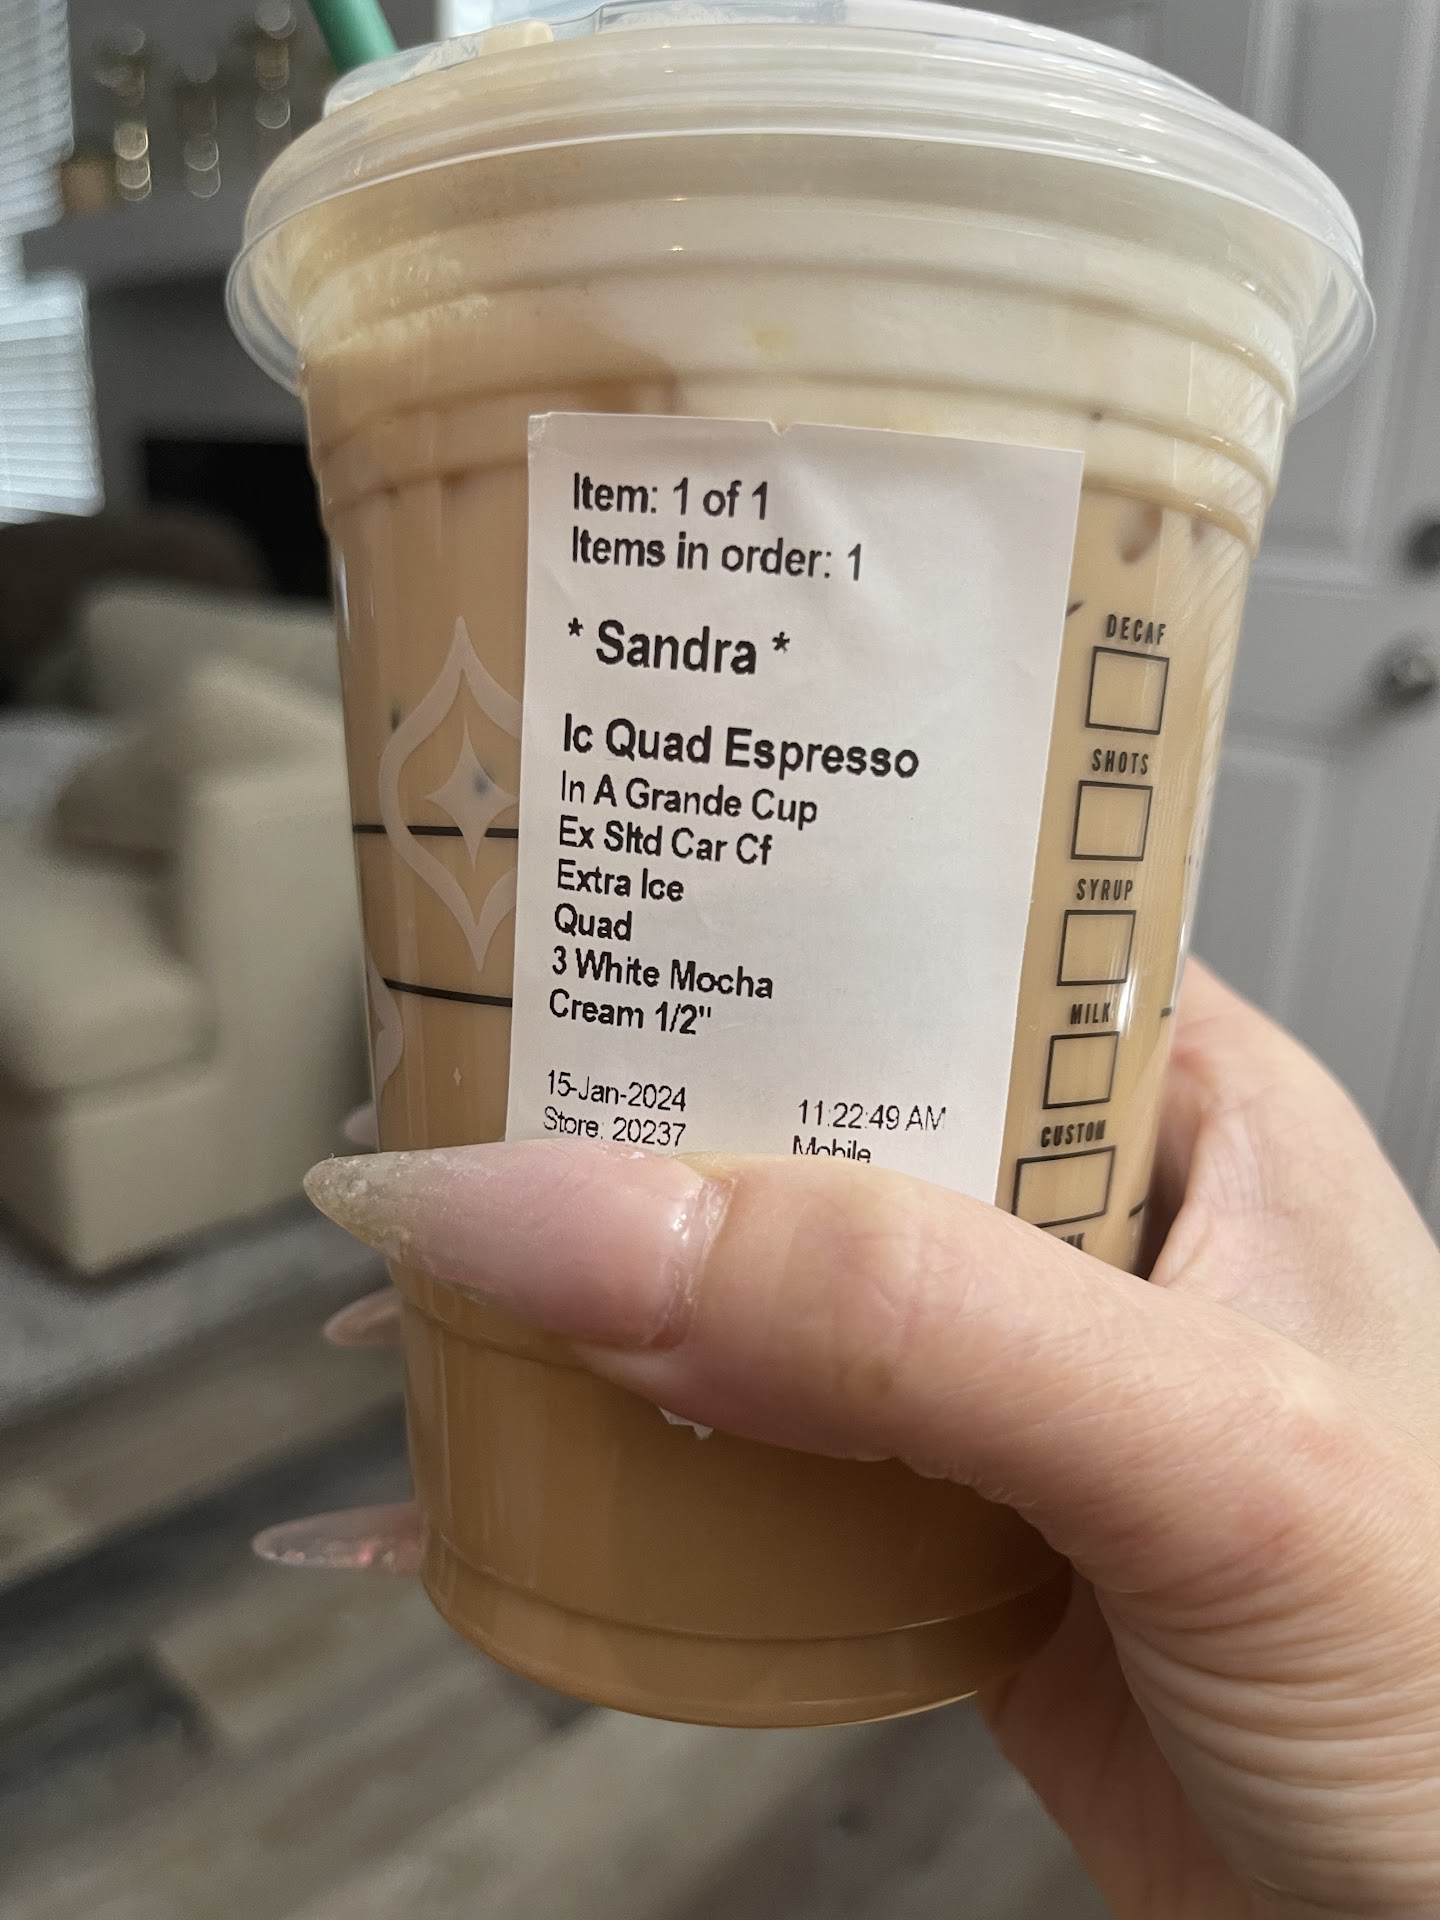 Item: 1 of 1
Items in order: 1
* Sandra *
Ic Quad Espresso
In A Grande Cup
Ex Sltd Car Cf
Extra Ice
Quad
3 White Mocha
Cream 1/2"
15-Jan-2024 11:22:49 AM
Store: 20237 Mobile
DECAF
SHOTS
SYRUP
MILK
CUSTOM